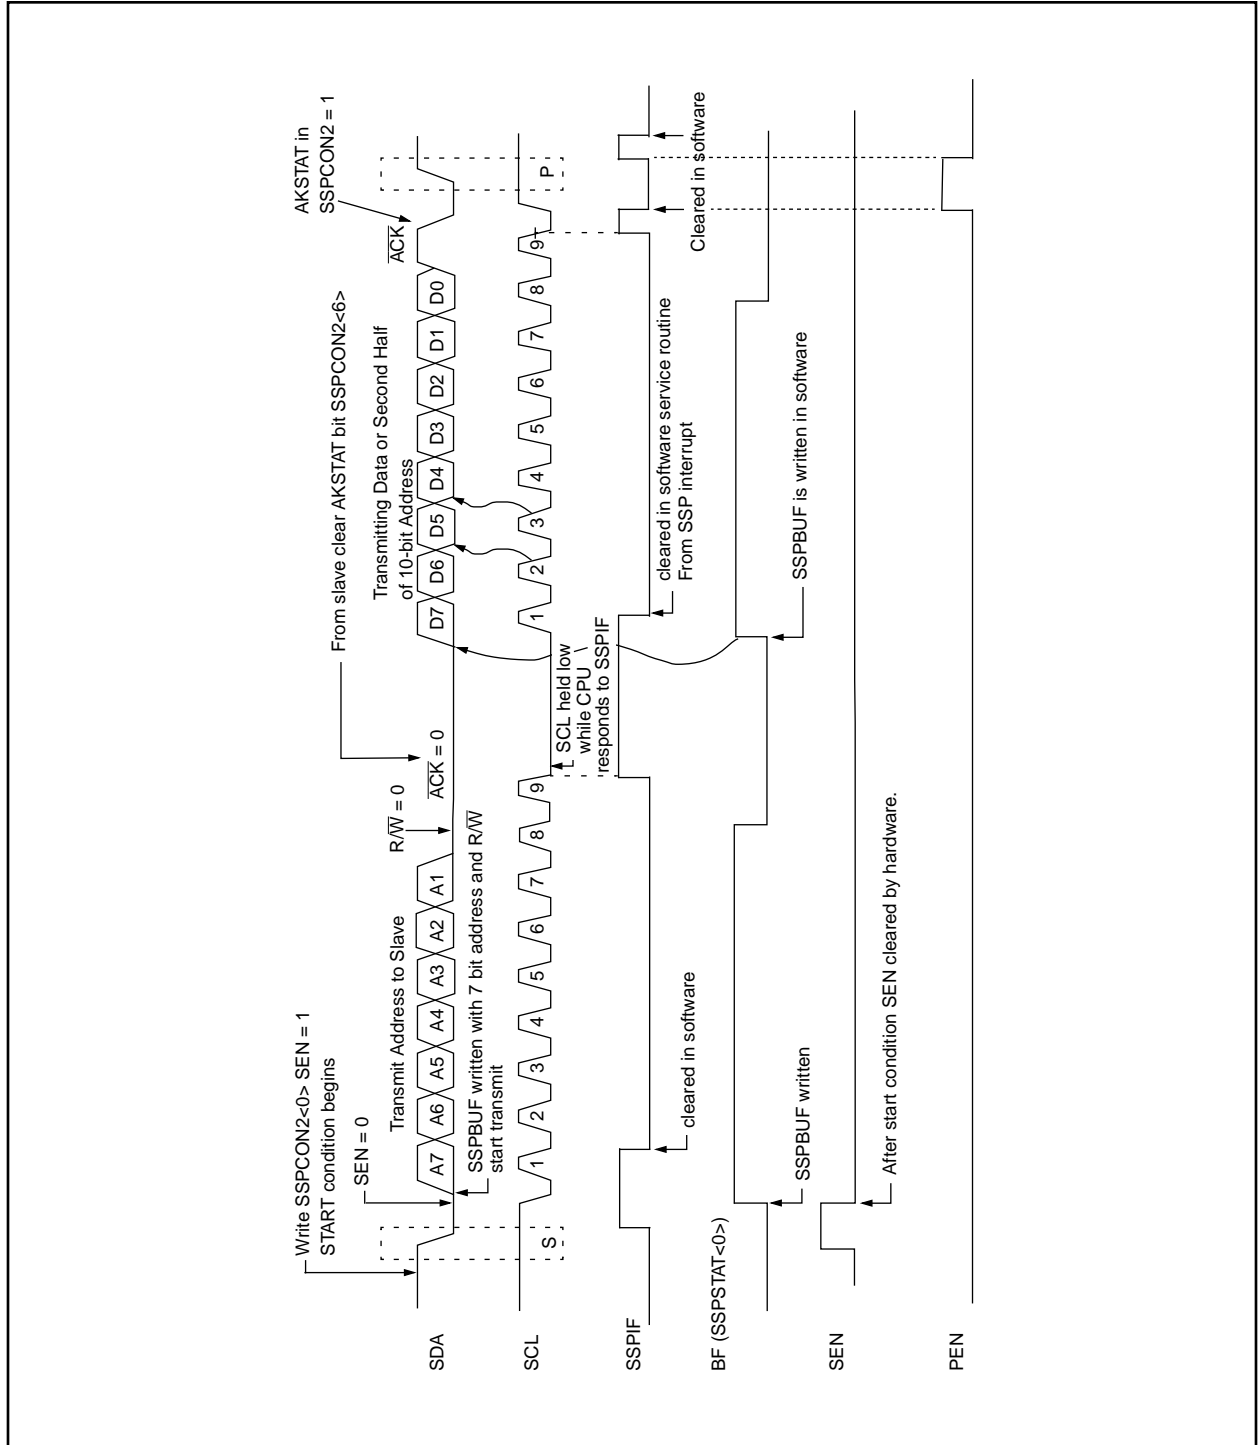 Write SSPCON2<0> SEN = 1
START condition begins
From slave clear AKSTAT bit SSPCON2<6>
AKSTAT in
SSPCON2 = 1
SEN = 0
Transmit Address to Slave
R/W̅ = 0
A̅C̅K̅ = 0
Transmitting Data or Second Half
of 10-bit Address
A̅C̅K̅
SDA
A7 A6 A5 A4 A3 A2 A1
D7 D6 D5 D4 D3 D2 D1 D0
SSPBUF written with 7 bit address and R/W̅
start transmit
SCL
S
1 2 3 4 5 6 7 8 9
1 2 3 4 5 6 7 8 9
P
SCL held low
while CPU
responds to SSPIF
SSPIF
cleared in software
cleared in software service routine
From SSP interrupt
Cleared in software
BF (SSPSTAT<0>)
SSPBUF written
SSPBUF is written in software
SEN
After start condition SEN cleared by hardware.
PEN